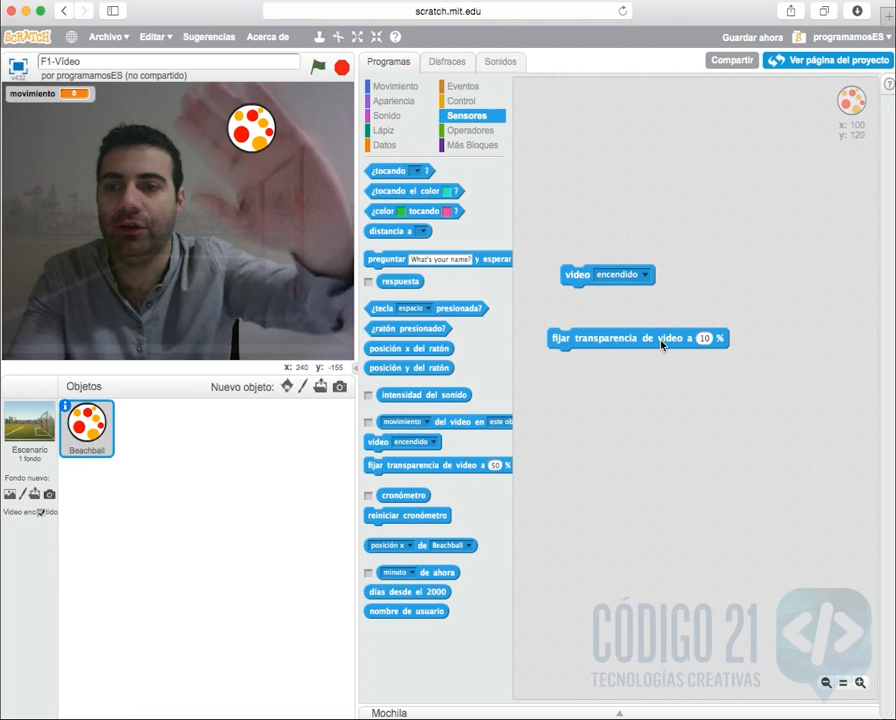 scratch.mit.edu
SCRATCH
Archivo
Editar
Sugerencias
Acerca de
Guardar ahora
programamosES
v432
F1-Vídeo
por programamosES (no compartido)
Programas
Disfraces
Sonidos
Compartir
Ver página del proyecto
movimiento 0
Movimiento
Apariencia
Sonido
Lápiz
Datos
Eventos
Control
Sensores
Operadores
Más Bloques
x: 100
y: 120
¿tocando ?
¿tocando el color ?
¿color tocando ?
distancia a
preguntar What's your name? y esperar
respuesta
¿tecla espacio presionada?
¿ratón presionado?
posición x del ratón
posición y del ratón
intensidad del sonido
movimiento del video en este ob
video encendido
fijar transparencia de video a 50 %
cronómetro
reiniciar cronómetro
posición x de Beachball
minuto de ahora
días desde el 2000
nombre de usuario
video encendido
fijar transparencia de video a 10 %
x: 240 y: -155
Objetos
Nuevo objeto:
Escenario
1 fondo
Beachball
Fondo nuevo:
CÓDIGO 21
TECNOLOGÍAS CREATIVAS
Mochila